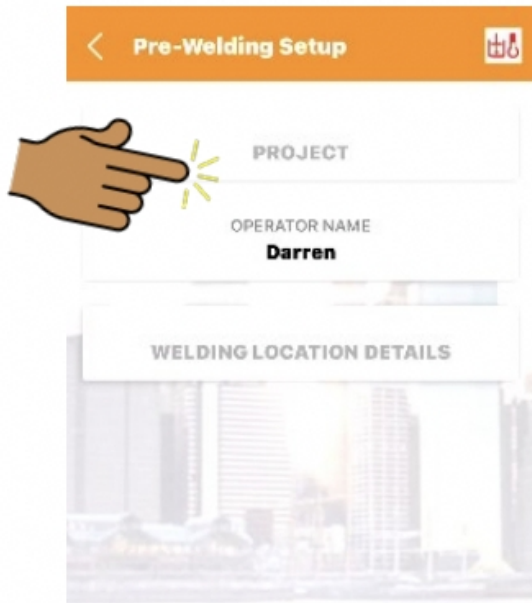 Pre-Welding Setup
PROJECT
OPERATOR NAME
Darren
WELDING LOCATION DETAILS